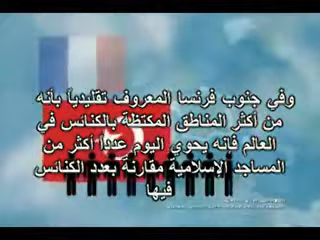 وفي جنوب فرنسا المعروف تقليدياً بأنه
من أكثر المناطق المكتظة بالكنائس في
العالم فانه يحوي اليوم عدداً أكثر من
المساجد الإسلامية مقارنة بعدد الكنائس
فيها